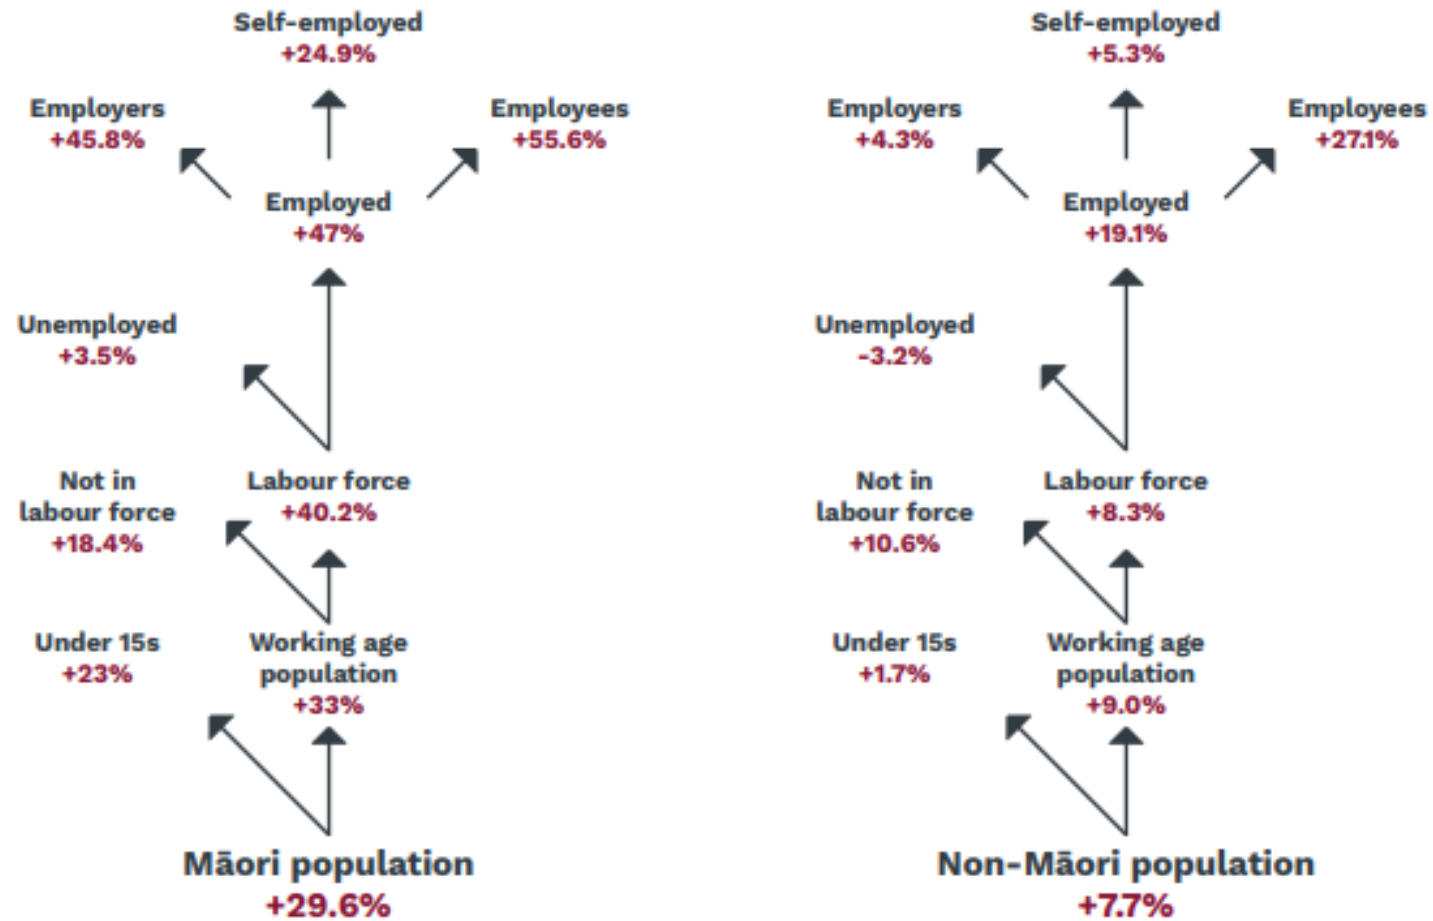 Self-employed
+24.9%
Employers
+45.8%
Employees
+55.6%
Employed
+47%
Unemployed
+3.5%
Not in
labour force
+18.4%
Labour force
+40.2%
Under 15s
+23%
Working age
population
+33%
Māori population
+29.6%
Self-employed
+5.3%
Employers
+4.3%
Employees
+27.1%
Employed
+19.1%
Unemployed
-3.2%
Not in
labour force
+10.6%
Labour force
+8.3%
Under 15s
+1.7%
Working age
population
+9.0%
Non-Māori population
+7.7%